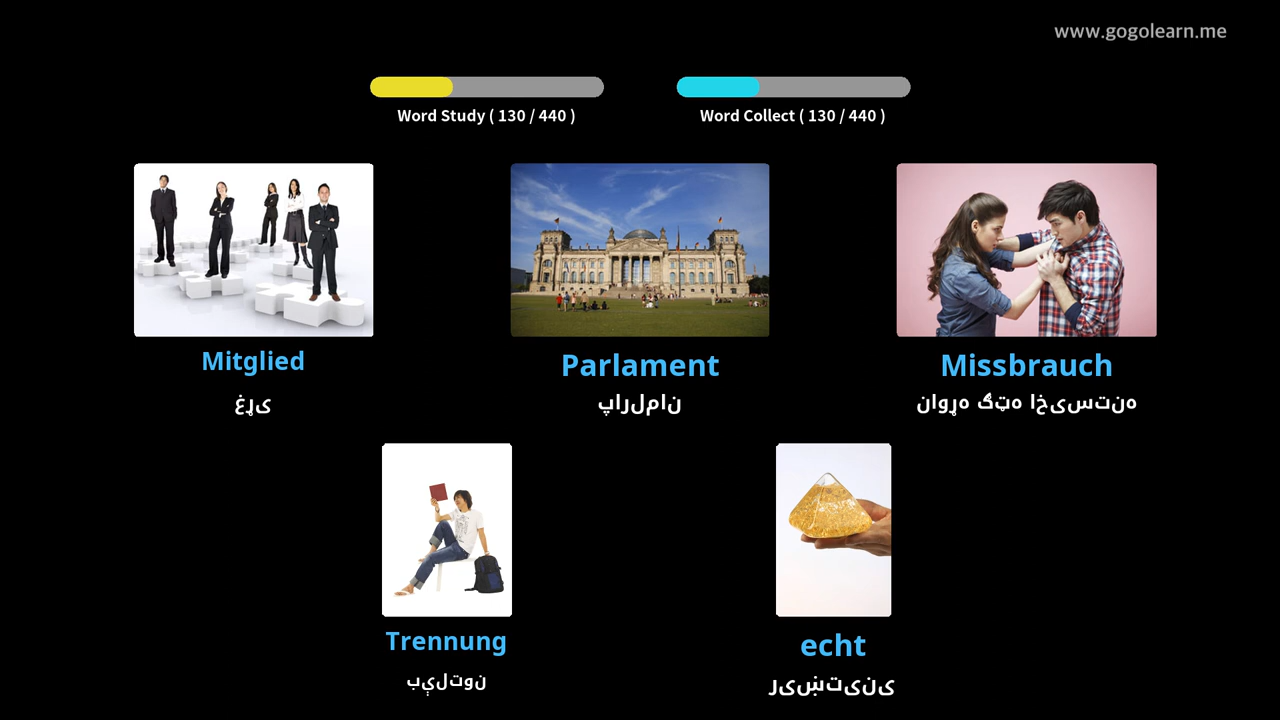 www.gogolearn.me
Word Study ( 130 / 440 )
Word Collect ( 130 / 440 )
Mitglied
غړی
Parlament
پارلمان
Missbrauch
ناوړه ګټه اخیستنه
Trennung
بېلتون
echt
ریښتینی